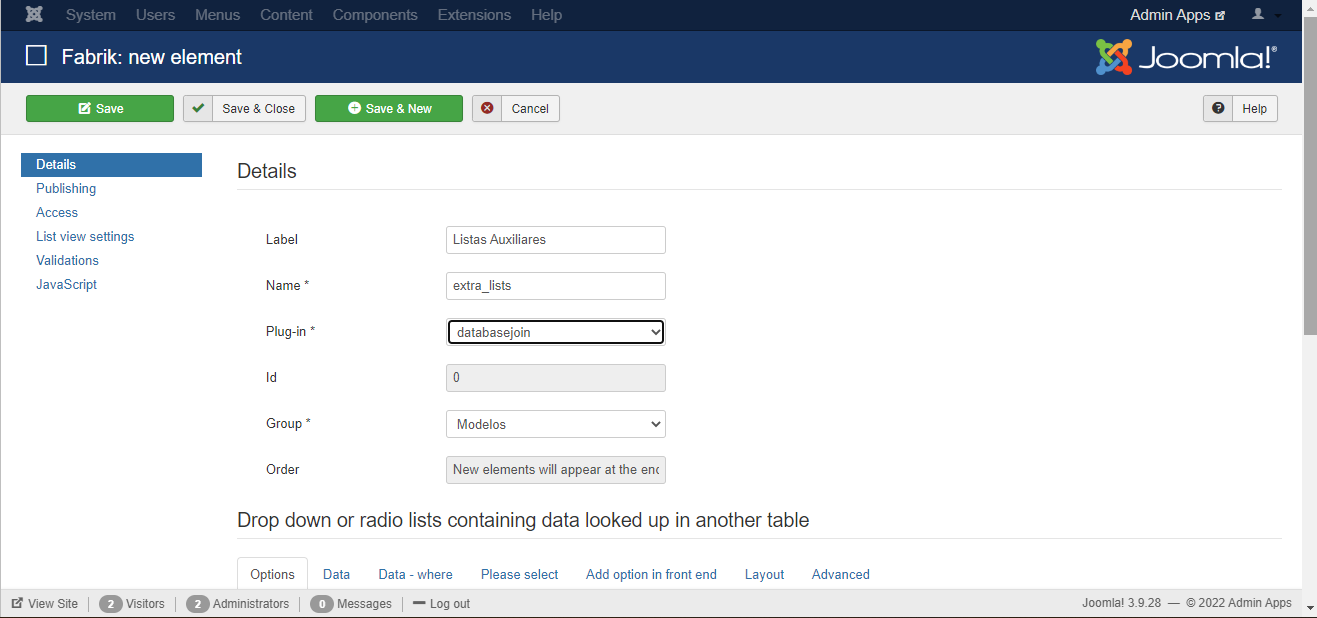 System Users Menus Content Components Extensions Help Admin Apps
Fabrik: new element Joomla!®
Save Save & Close Save & New Cancel Help
Details
Publishing
Access
List view settings
Validations
JavaScript
Details
Label Listas Auxiliares
Name * extra_lists
Plug-in * databasejoin
Id 0
Group * Modelos
Order New elements will appear at the enc
Drop down or radio lists containing data looked up in another table
Options Data Data - where Please select Add option in front end Layout Advanced
View Site 2 Visitors 2 Administrators 0 Messages Log out Joomla! 3.9.28 — © 2022 Admin Apps